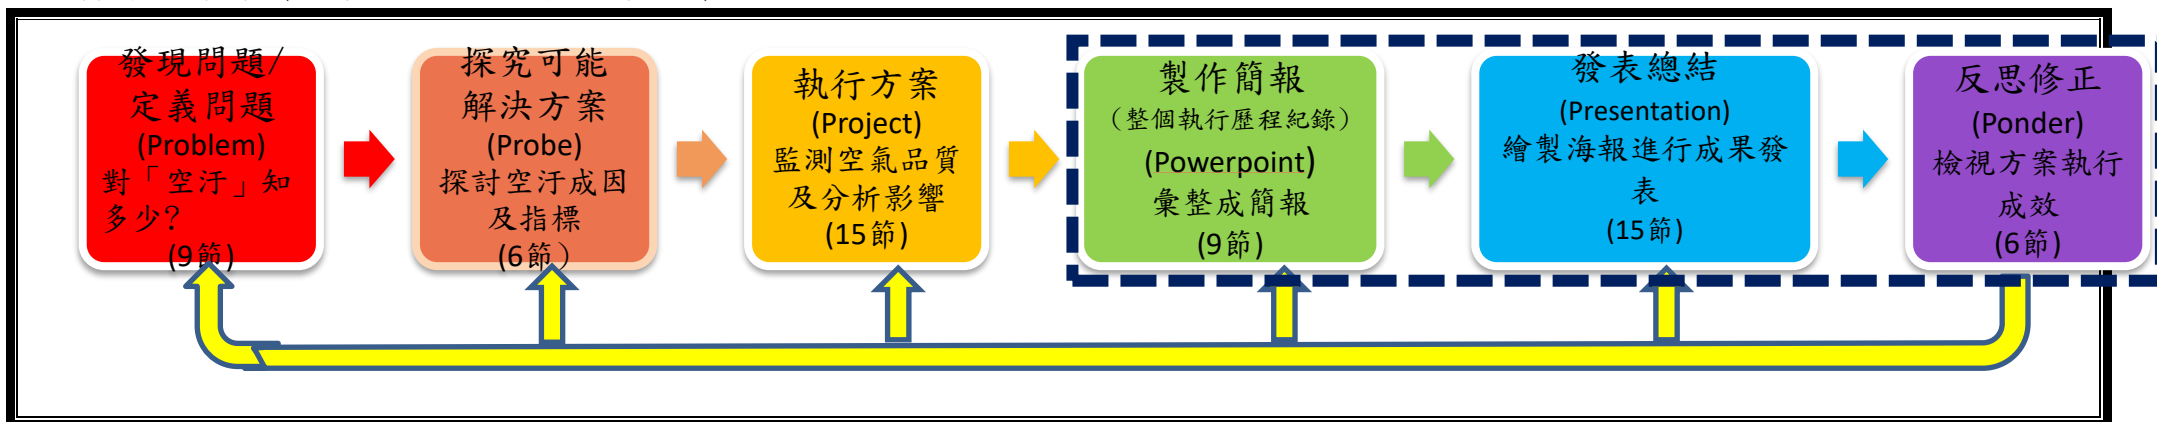 發現問題/
定義問題
(Problem)
對「空汙」知
多少?
(9節)
探究可能
解決方案
(Probe)
探討空汙成因
及指標
(6節)
執行方案
(Project)
監測空氣品質
及分析影響
(15節)
製作簡報
(整個執行歷程紀錄)
(Powerpoint)
彙整成簡報
(9節)
發表總結
(Presentation)
繪製海報進行成果發
表
(15節)
反思修正
(Ponder)
檢視方案執行
成效
(6節)